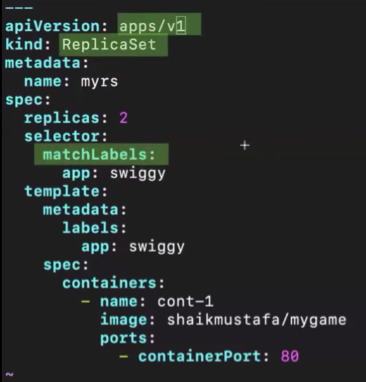 ---
apiVersion: apps/v1
kind: ReplicaSet
metadata:
  name: myrs
spec:
  replicas: 2
  selector:
    matchLabels:
      app: swiggy
  template:
    metadata:
      labels:
        app: swiggy
    spec:
      containers:
        - name: cont-1
          image: shaikmustafa/mygame
          ports:
            - containerPort: 80
~